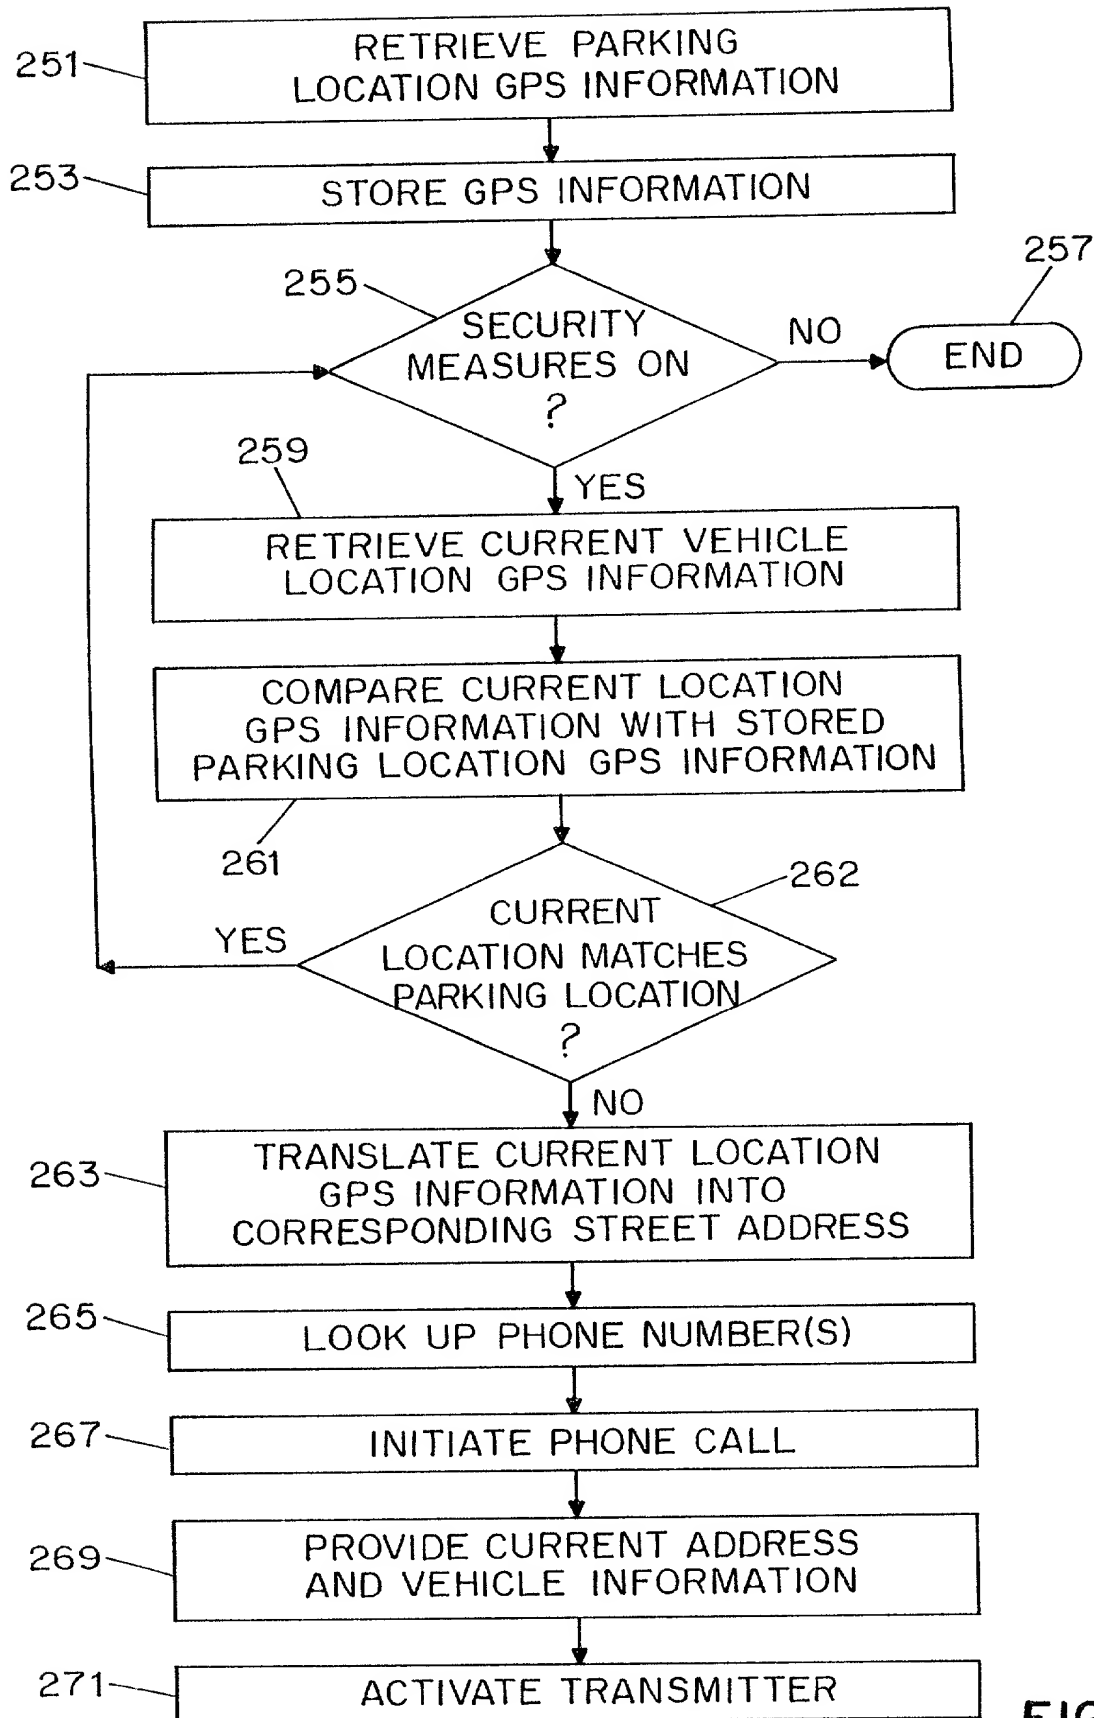 251
RETRIEVE PARKING
LOCATION GPS INFORMATION
253
STORE GPS INFORMATION
255
SECURITY
MEASURES ON
?
NO
257
END
YES
259
RETRIEVE CURRENT VEHICLE
LOCATION GPS INFORMATION
COMPARE CURRENT LOCATION
GPS INFORMATION WITH STORED
PARKING LOCATION GPS INFORMATION
261
262
CURRENT
LOCATION MATCHES
PARKING LOCATION
?
YES
NO
263
TRANSLATE CURRENT LOCATION
GPS INFORMATION INTO
CORRESPONDING STREET ADDRESS
265
LOOK UP PHONE NUMBER(S)
267
INITIATE PHONE CALL
269
PROVIDE CURRENT ADDRESS
AND VEHICLE INFORMATION
271
ACTIVATE TRANSMITTER